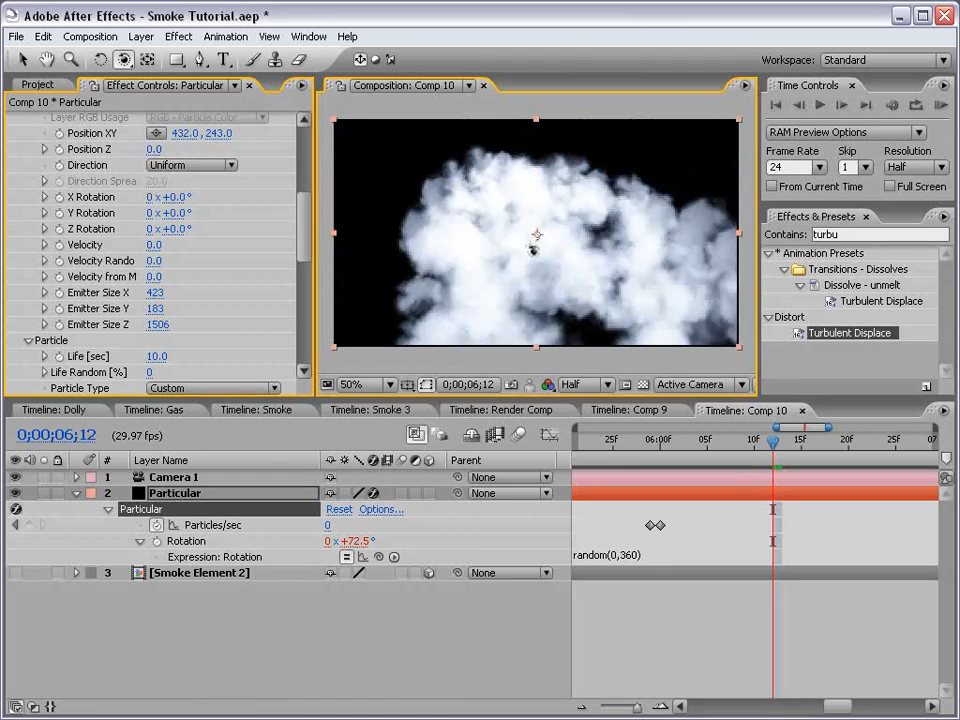 Adobe After Effects - Smoke Tutorial.aep *
File Edit Composition Layer Effect Animation View Window Help
Workspace: Standard
Project Effect Controls: Particular
Composition: Comp 10
Time Controls
Comp 10 * Particular
Layer RGB Usage RGB - Particle Color
Position XY 432.0, 243.0
Position Z 0.0
Direction Uniform
Direction Sprea 20.0
X Rotation 0 x+0.0°
Y Rotation 0 x+0.0°
Z Rotation 0 x+0.0°
Velocity 0.0
Velocity Rando 0.0
Velocity from M 0.0
Emitter Size X 423
Emitter Size Y 183
Emitter Size Z 1506
Particle
Life [sec] 10.0
Life Random [%] 0
Particle Type Custom
RAM Preview Options
Frame Rate Skip Resolution
24 1 Half
From Current Time Full Screen
Effects & Presets
Contains: turbu
* Animation Presets
Transitions - Dissolves
Dissolve - unmelt
Turbulent Displace
Distort
Turbulent Displace
50% 0;00;06;12 Half Active Camera
Timeline: Dolly Timeline: Gas Timeline: Smoke Timeline: Smoke 3 Timeline: Render Comp Timeline: Comp 9 Timeline: Comp 10
0;00;06;12 (29.97 fps)
25F 06:00F 05F 10F 15F 20F 25F 07
# Layer Name Parent
1 Camera 1 None
2 Particular None
Particular Reset Options...
Particles/sec 0
Rotation 0 x+72.5°
Expression: Rotation random(0,360)
3 [Smoke Element 2] None